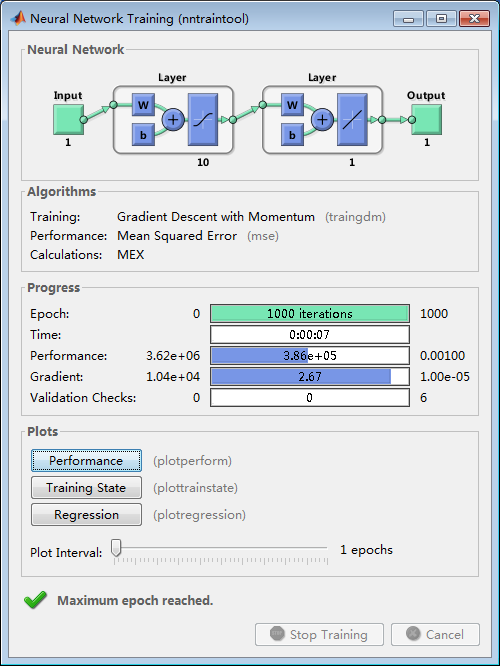 Neural Network Training (nntraintool)
Neural Network
Layer Layer
Input Output
W W
b b
+ +
1 10 1 1
Algorithms
Training: Gradient Descent with Momentum (traingdm)
Performance: Mean Squared Error (mse)
Calculations: MEX
Progress
Epoch: 0 1000 iterations 1000
Time: 0:00:07
Performance: 3.62e+06 3.86e+05 0.00100
Gradient: 1.04e+04 2.67 1.00e-05
Validation Checks: 0 0 6
Plots
Performance (plotperform)
Training State (plottrainstate)
Regression (plotregression)
Plot Interval: 1 epochs
Maximum epoch reached.
Stop Training Cancel